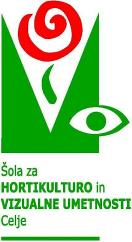 Šola za
HORTIKULTURO in
VIZUALNE UMETNOSTI
Celje